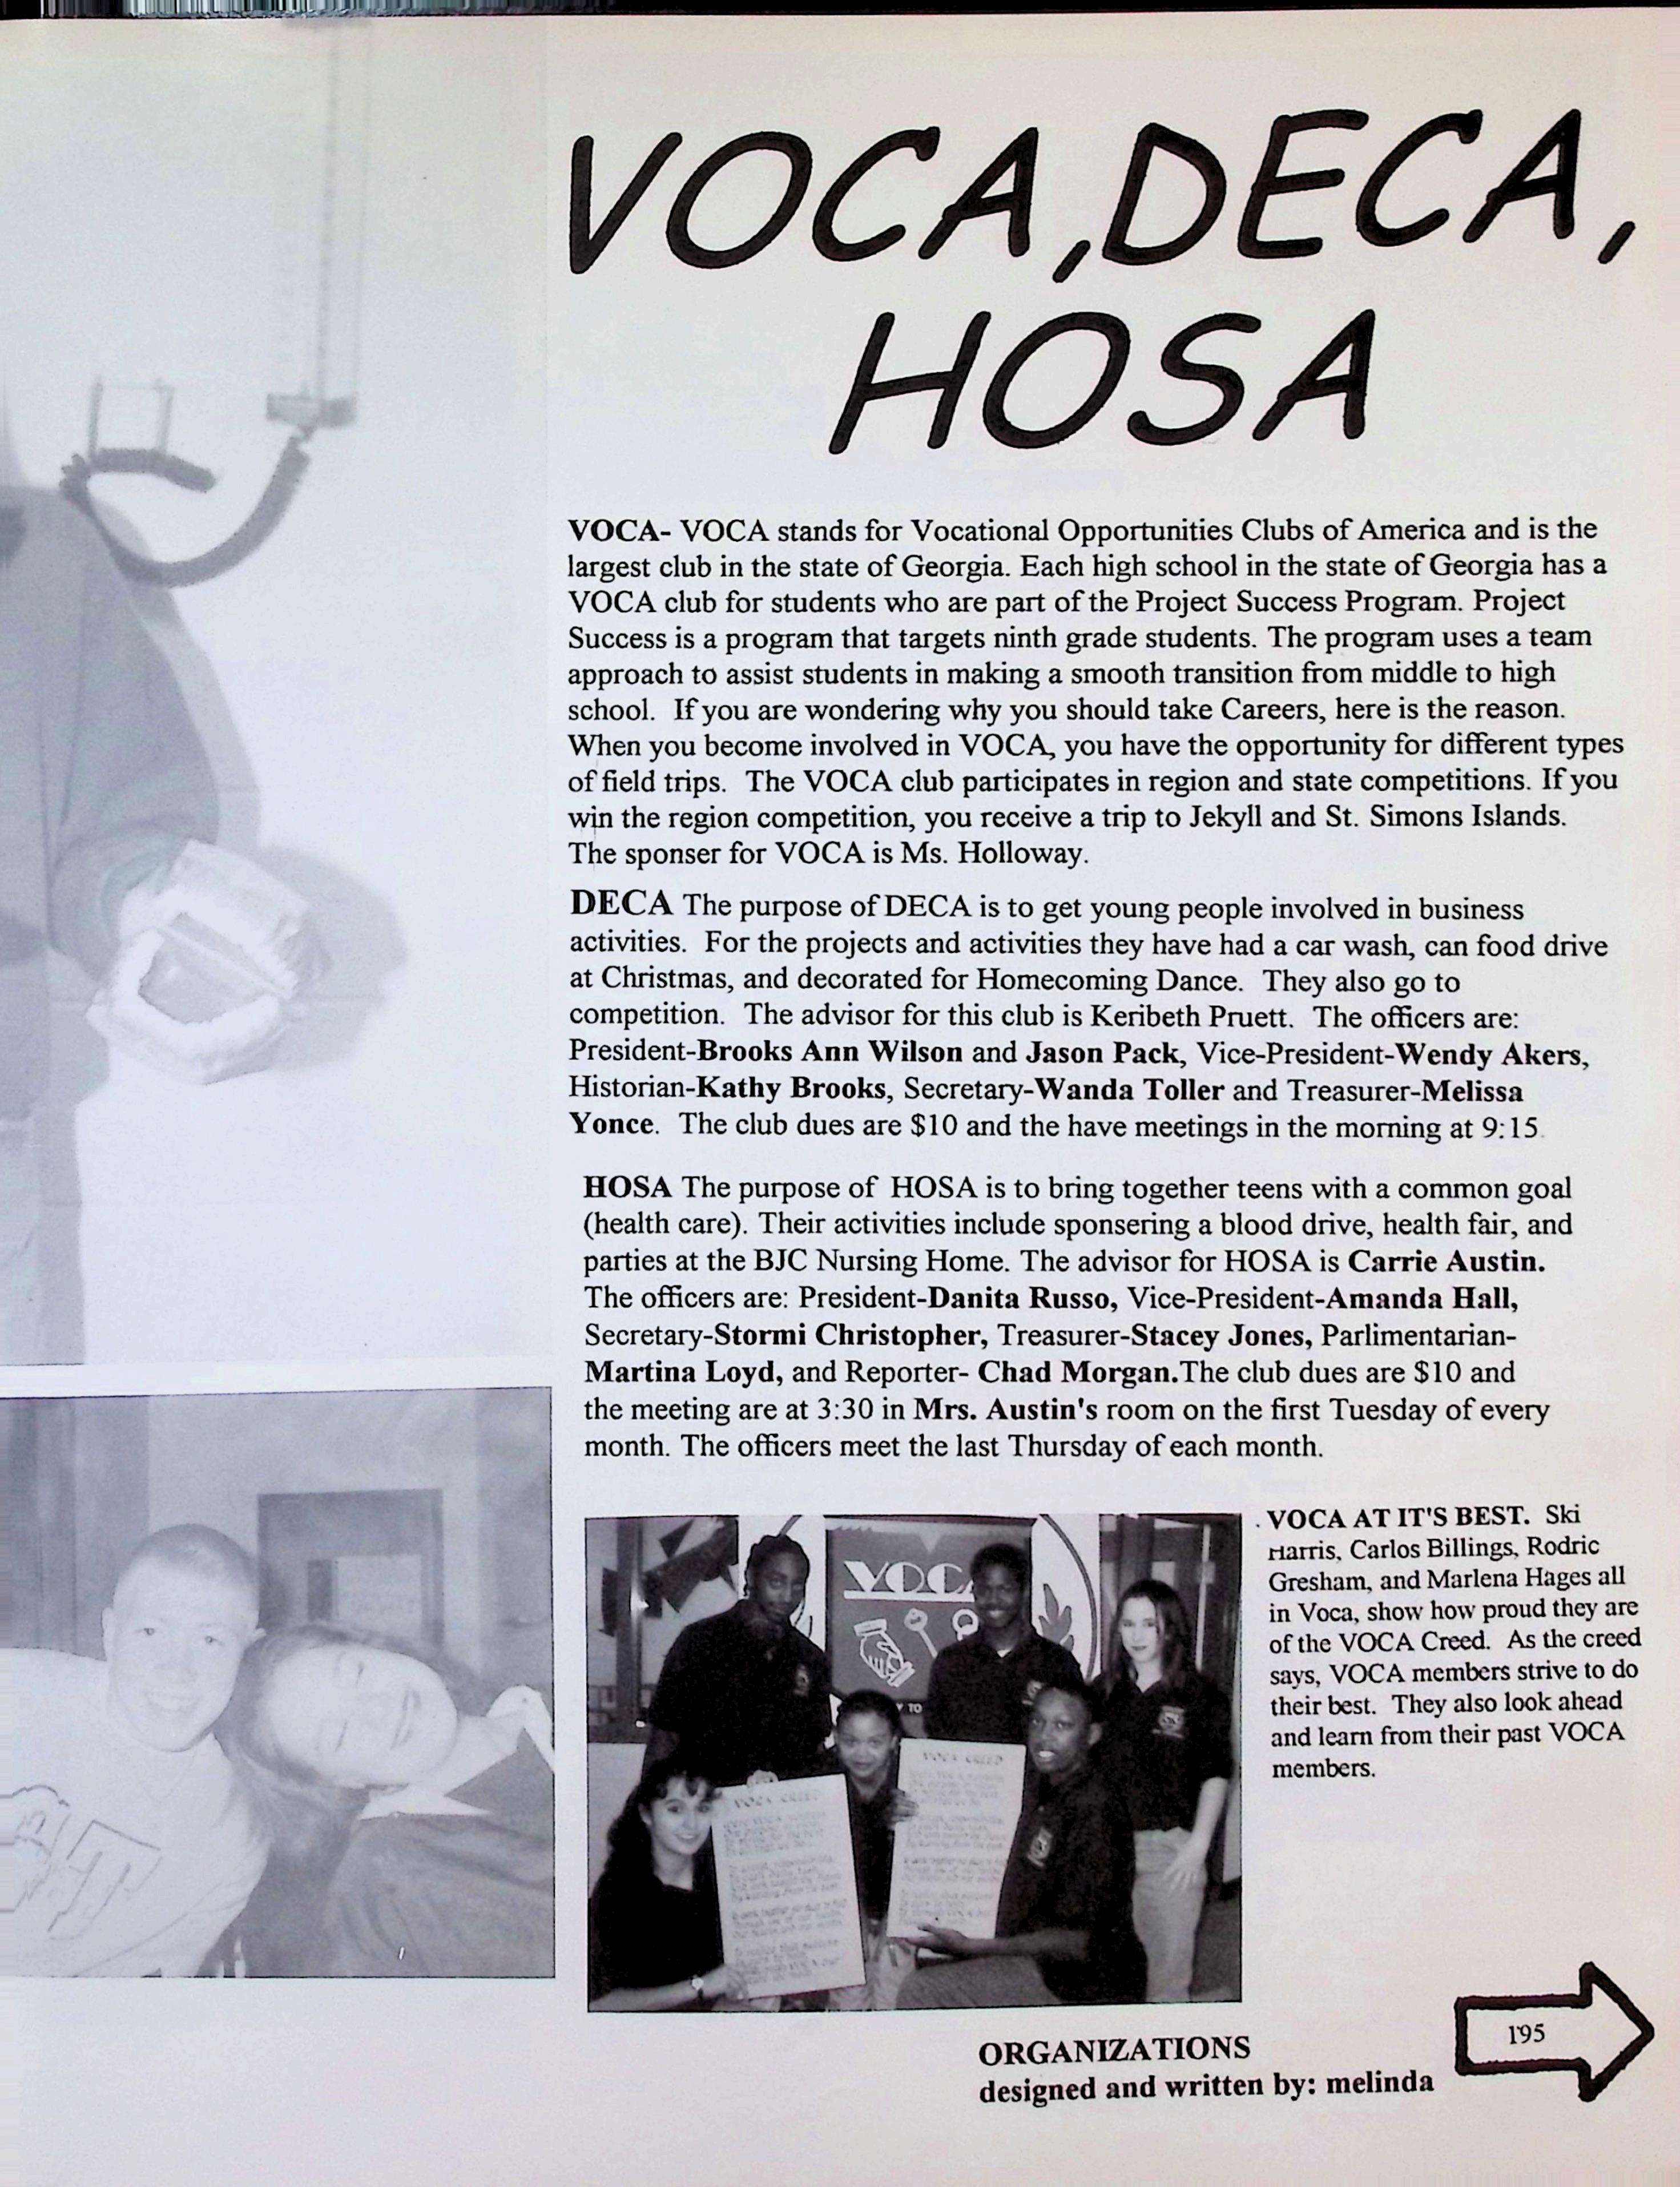 VOCA, DECA,
HOSA
VOCA- VOCA stands for Vocational Opportunities Clubs of America and is the
largest club in the state of Georgia. Each high school in the state of Georgia has a
VOCA club for students who are part of the Project Success Program. Project
Success is a program that targets ninth grade students. The program uses a team
approach to assist students in making a smooth transition from middle to high
school. If you are wondering why you should take Careers, here is the reason.
When you become involved in VOCA, you have the opportunity for different types
of field trips. The VOCA club participates in region and state competitions. If you
win the region competition, you receive a trip to Jekyll and St. Simons Islands.
The sponser for VOCA is Ms. Holloway.
DECA The purpose of DECA is to get young people involved in business
activities. For the projects and activities they have had a car wash, can food drive
at Christmas, and decorated for Homecoming Dance. They also go to
competition. The advisor for this club is Keribeth Pruett. The officers are:
President-Brooks Ann Wilson and Jason Pack, Vice-President-Wendy Akers,
Historian-Kathy Brooks, Secretary-Wanda Toller and Treasurer-Melissa
Yonce. The club dues are $10 and the have meetings in the morning at 9:15.
HOSA The purpose of HOSA is to bring together teens with a common goal
(health care). Their activities include sponsering a blood drive, health fair, and
parties at the BJC Nursing Home. The advisor for HOSA is Carrie Austin.
The officers are: President-Danita Russo, Vice-President-Amanda Hall,
Secretary-Stormi Christopher, Treasurer-Stacey Jones, Parlimentarian-
Martina Loyd, and Reporter- Chad Morgan.The club dues are $10 and
the meeting are at 3:30 in Mrs. Austin's room on the first Tuesday of every
month. The officers meet the last Thursday of each month.
VOCA
TO
VOCA CREED
VOCA CREED
VOCA AT IT'S BEST. Ski
Harris, Carlos Billings, Rodric
Gresham, and Marlena Hages all
in Voca, show how proud they are
of the VOCA Creed. As the creed
says, VOCA members strive to do
their best. They also look ahead
and learn from their past VOCA
members.
ORGANIZATIONS
designed and written by: melinda
195